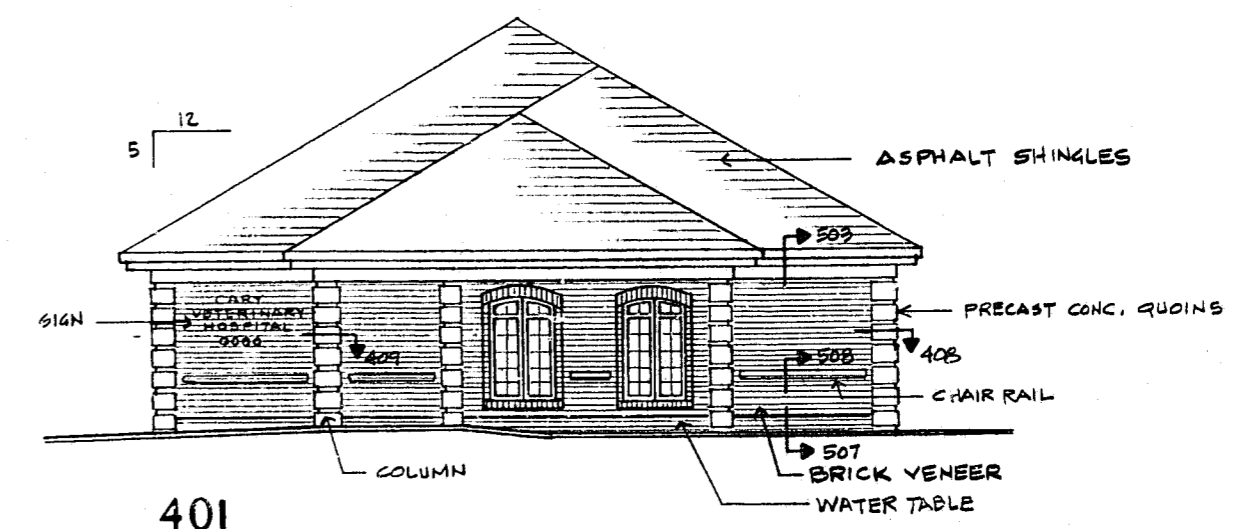 12
5
ASPHALT SHINGLES
503
CARY
VETERINARY
HOSPITAL
0000
SIGN
PRECAST CONC. QUOINS
409
508
408
CHAIR RAIL
507
COLUMN
BRICK VENEER
WATER TABLE
401